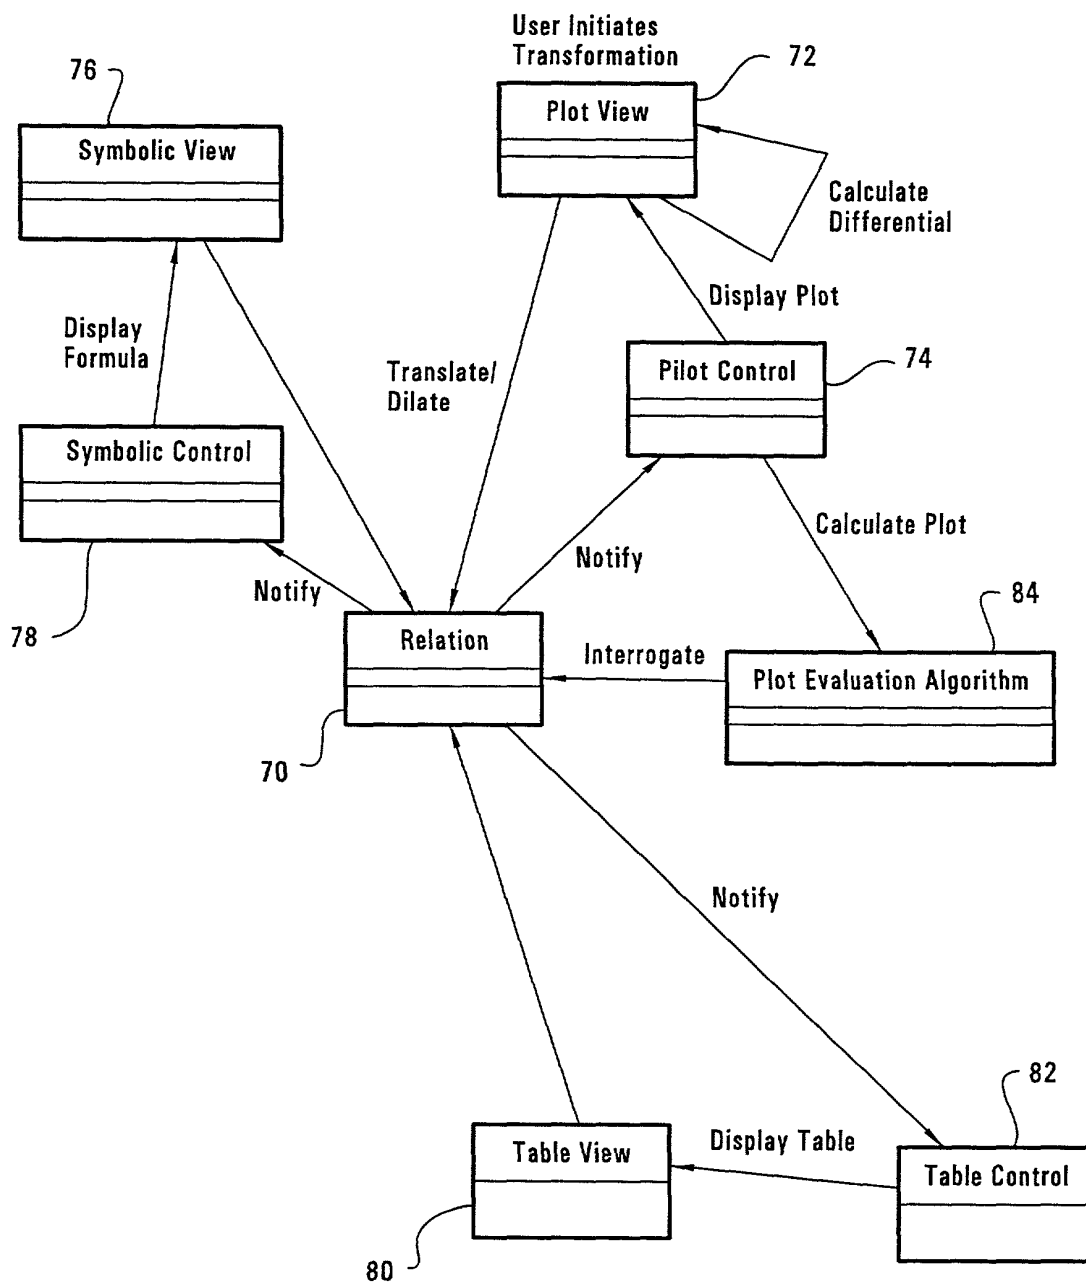 User Initiates
Transformation
72
76
Plot View
Symbolic View
Calculate
Differential
Display Plot
Display
Formula
74
Translate/
Dilate
Pilot Control
Symbolic Control
Calculate Plot
Notify
Notify
84
78
Relation
Interrogate
Plot Evaluation Algorithm
70
Notify
82
Display Table
Table View
Table Control
80